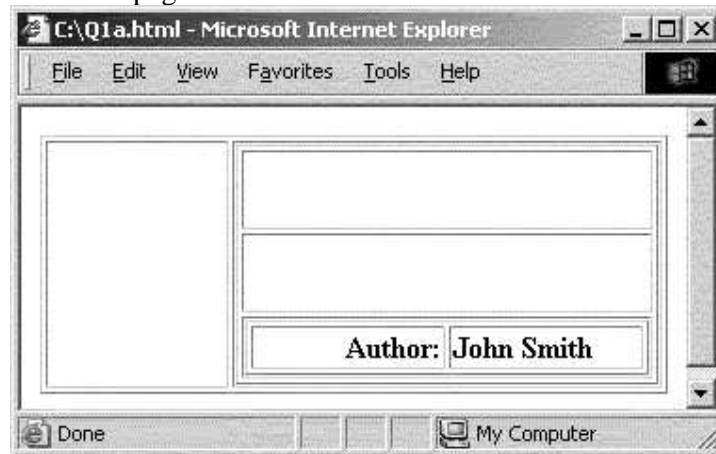 C:\Q1a.html - Microsoft Internet Explorer
File Edit View Favorites Tools Help
Author: John Smith
Done My Computer